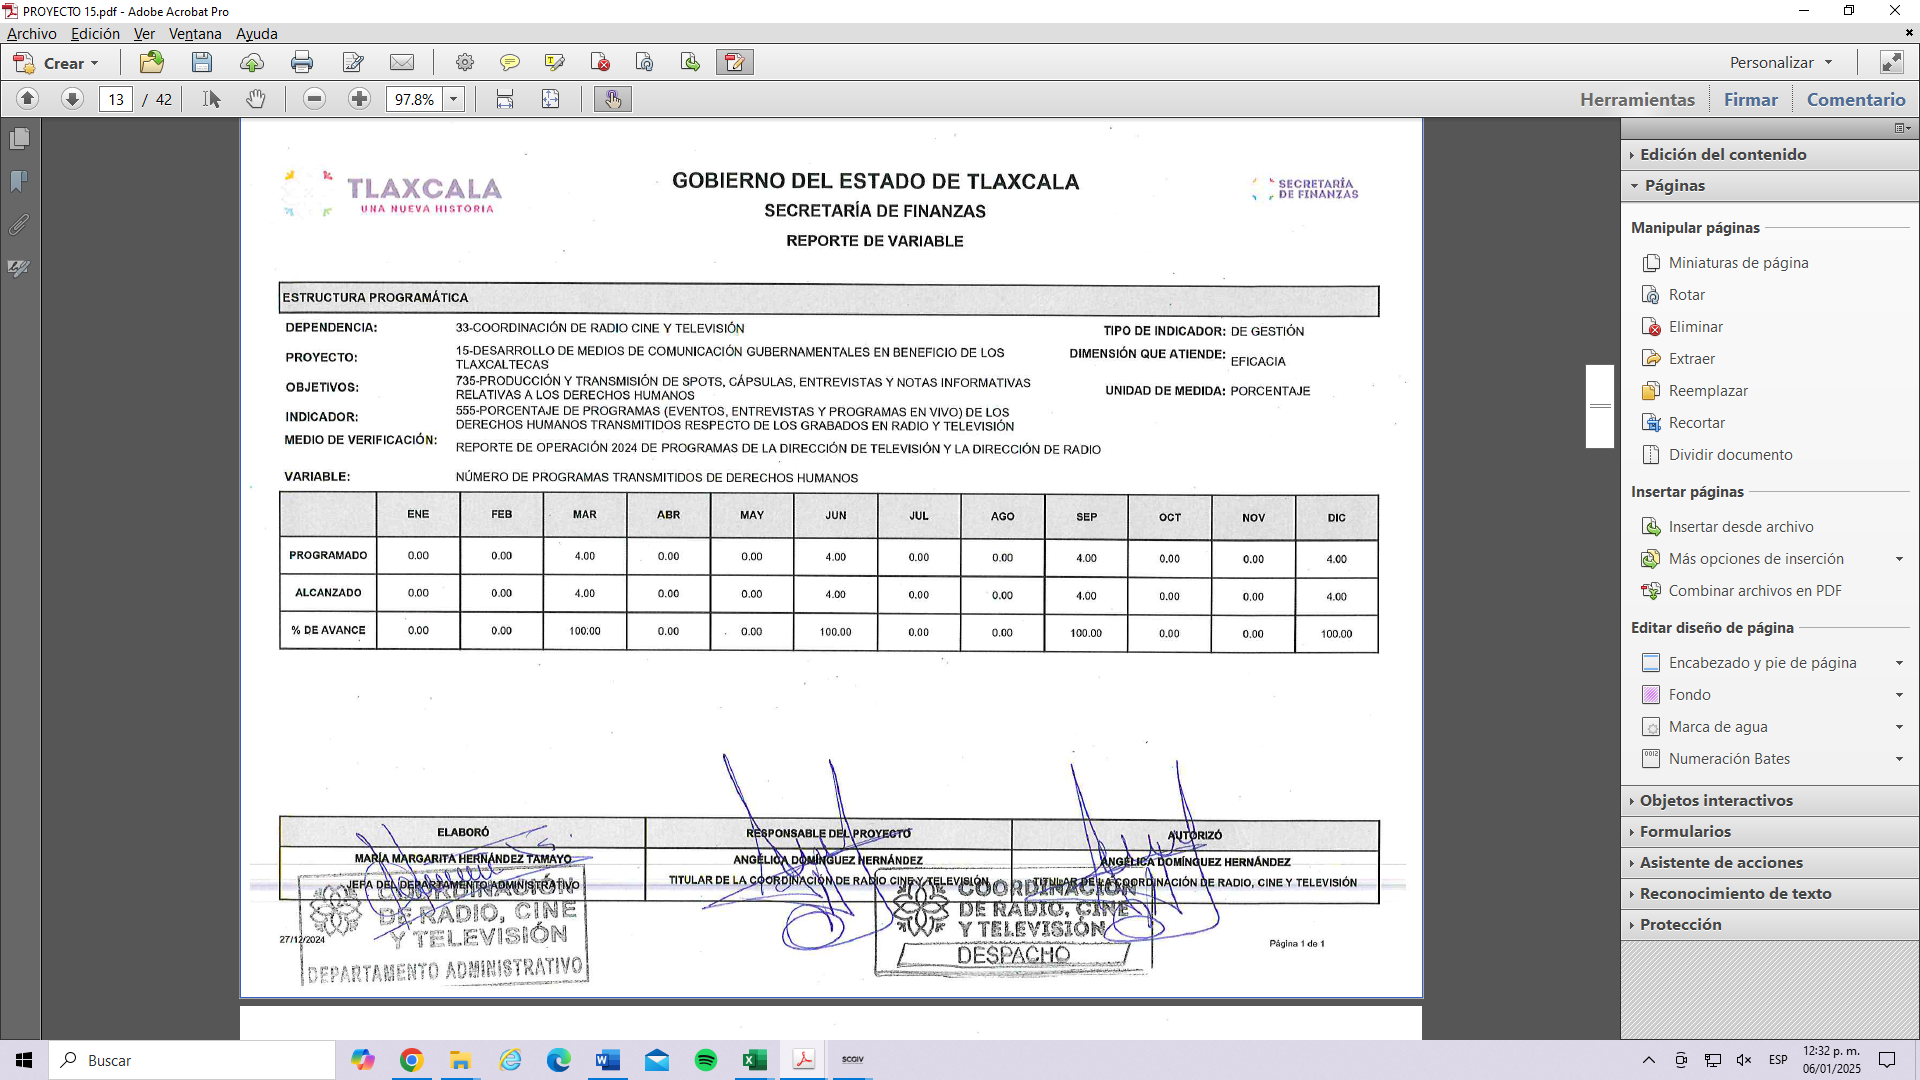 PROYECTO 15.pdf - Adobe Acrobat Pro
Archivo Edición Ver Ventana Ayuda
Crear
Personalizar
13 / 42
97.8%
Herramientas Firmar Comentario
TLAXCALA
UNA NUEVA HISTORIA
GOBIERNO DEL ESTADO DE TLAXCALA
SECRETARÍA DE FINANZAS
REPORTE DE VARIABLE
SECRETARÍA
DE FINANZAS
ESTRUCTURA PROGRAMÁTICA
DEPENDENCIA: 33-COORDINACIÓN DE RADIO CINE Y TELEVISIÓN
TIPO DE INDICADOR: DE GESTIÓN
PROYECTO: 15-DESARROLLO DE MEDIOS DE COMUNICACIÓN GUBERNAMENTALES EN BENEFICIO DE LOS
TLAXCALTECAS
DIMENSIÓN QUE ATIENDE: EFICACIA
OBJETIVOS: 735-PRODUCCIÓN Y TRANSMISIÓN DE SPOTS, CÁPSULAS, ENTREVISTAS Y NOTAS INFORMATIVAS
RELATIVAS A LOS DERECHOS HUMANOS
UNIDAD DE MEDIDA: PORCENTAJE
INDICADOR: 555-PORCENTAJE DE PROGRAMAS (EVENTOS, ENTREVISTAS Y PROGRAMAS EN VIVO) DE LOS
DERECHOS HUMANOS TRANSMITIDOS RESPECTO DE LOS GRABADOS EN RADIO Y TELEVISIÓN
MEDIO DE VERIFICACIÓN: REPORTE DE OPERACIÓN 2024 DE PROGRAMAS DE LA DIRECCIÓN DE TELEVISIÓN Y LA DIRECCIÓN DE RADIO
VARIABLE: NÚMERO DE PROGRAMAS TRANSMITIDOS DE DERECHOS HUMANOS
ENE FEB MAR ABR MAY JUN JUL AGO SEP OCT NOV DIC
PROGRAMADO 0.00 0.00 4.00 0.00 0.00 4.00 0.00 0.00 4.00 0.00 0.00 4.00
ALCANZADO 0.00 0.00 4.00 0.00 0.00 4.00 0.00 0.00 4.00 0.00 0.00 4.00
% DE AVANCE 0.00 0.00 100.00 0.00 0.00 100.00 0.00 0.00 100.00 0.00 0.00 100.00
ELABORÓ RESPONSABLE DEL PROYECTO AUTORIZÓ
MARÍA MARGARITA HERNÁNDEZ TAMAYO ANGÉLICA DOMÍNGUEZ HERNÁNDEZ ANGÉLICA DOMÍNGUEZ HERNÁNDEZ
JEFA DEL DEPARTAMENTO ADMINISTRATIVO TITULAR DE LA COORDINACIÓN DE RADIO CINE Y TELEVISIÓN TITULAR DE LA COORDINACIÓN DE RADIO, CINE Y TELEVISIÓN
COORDINACIÓN
DE RADIO, CINE
Y TELEVISIÓN
DEPARTAMENTO ADMINISTRATIVO
COORDINACIÓN
DE RADIO, CINE
Y TELEVISIÓN
DESPACHO
27/12/2024
Página 1 de 1
Edición del contenido
Páginas
Manipular páginas
Miniaturas de página
Rotar
Eliminar
Extraer
Reemplazar
Recortar
Dividir documento
Insertar páginas
Insertar desde archivo
Más opciones de inserción
Combinar archivos en PDF
Editar diseño de página
Encabezado y pie de página
Fondo
Marca de agua
Numeración Bates
Objetos interactivos
Formularios
Asistente de acciones
Reconocimiento de texto
Protección
Buscar
SCGIV
ESP
12:32 p. m.
06/01/2025